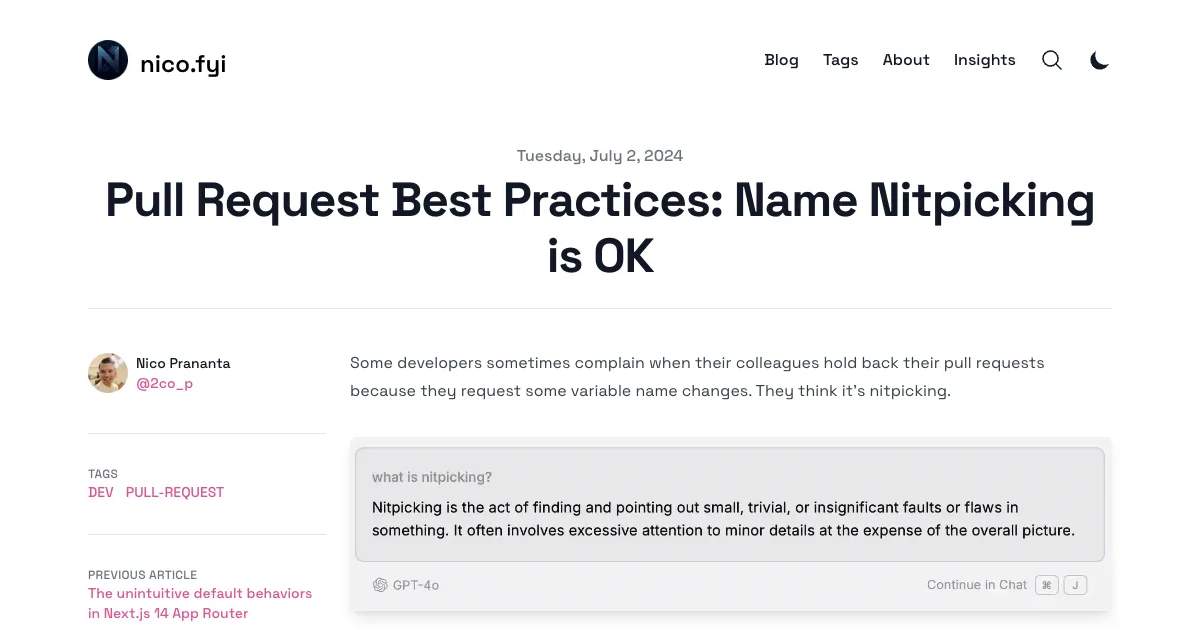 nico.fyi
Blog Tags About Insights
Tuesday, July 2, 2024
Pull Request Best Practices: Name Nitpicking
is OK
Nico Prananta
@2co_p
TAGS
DEV PULL-REQUEST
PREVIOUS ARTICLE
The unintuitive default behaviors
in Next.js 14 App Router
Some developers sometimes complain when their colleagues hold back their pull requests
because they request some variable name changes. They think it's nitpicking.
what is nitpicking?
Nitpicking is the act of finding and pointing out small, trivial, or insignificant faults or flaws in
something. It often involves excessive attention to minor details at the expense of the overall picture.
GPT-4o
Continue in Chat ⌘ J